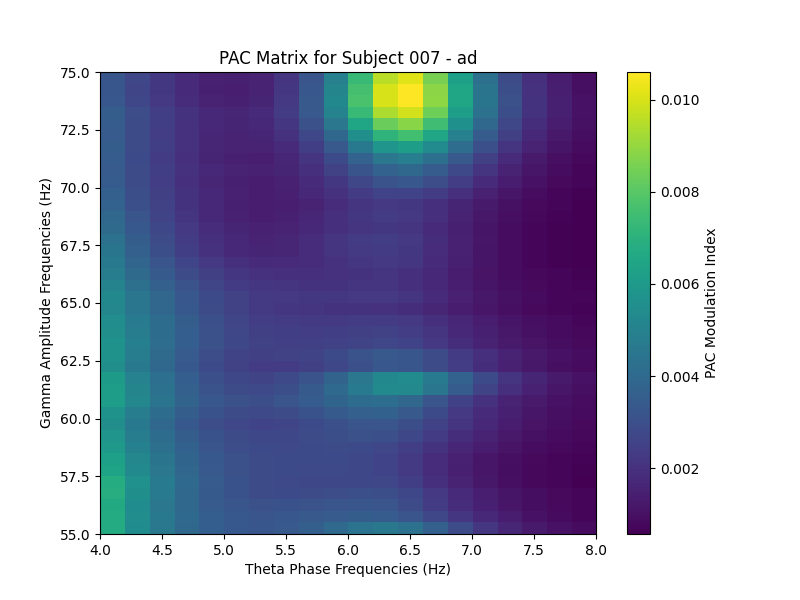 PAC Matrix for Subject 007 - ad
75.0
72.5
70.0
67.5
65.0
62.5
60.0
57.5
55.0
Gamma Amplitude Frequencies (Hz)
4.0 4.5 5.0 5.5 6.0 6.5 7.0 7.5 8.0
Theta Phase Frequencies (Hz)
0.010
0.008
0.006
0.004
0.002
PAC Modulation Index